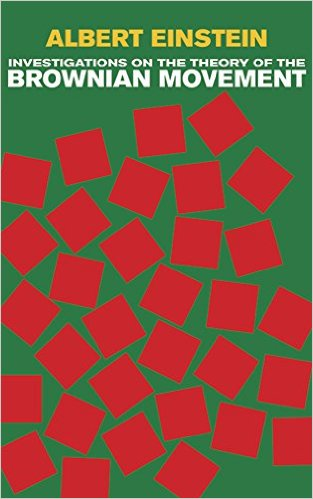 ALBERT EINSTEIN
INVESTIGATIONS ON THE THEORY OF THE
BROWNIAN MOVEMENT